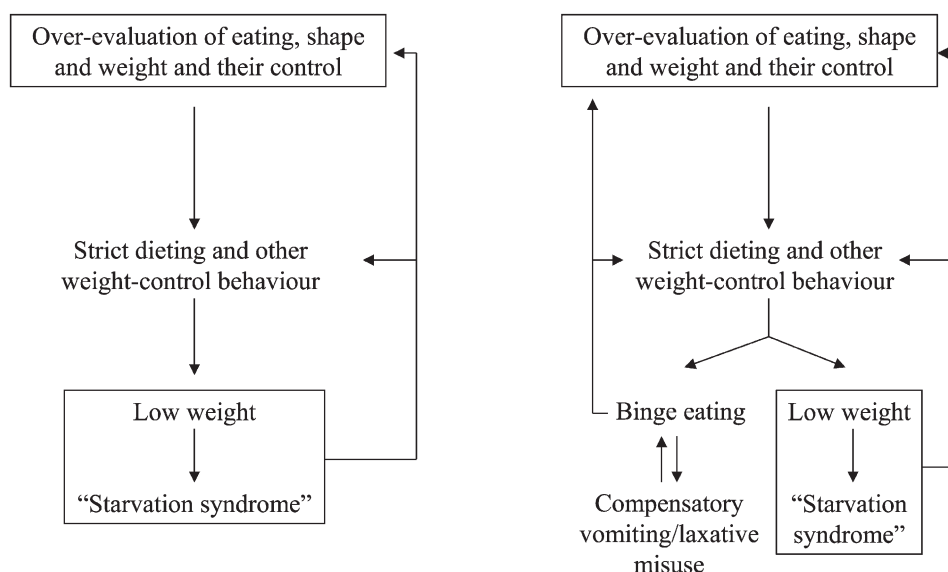 Over-evaluation of eating, shape
and weight and their control
Strict dieting and other
weight-control behaviour
Low weight
“Starvation syndrome”
Over-evaluation of eating, shape
and weight and their control
Strict dieting and other
weight-control behaviour
Binge eating
Compensatory
vomiting/laxative
misuse
Low weight
“Starvation
syndrome”